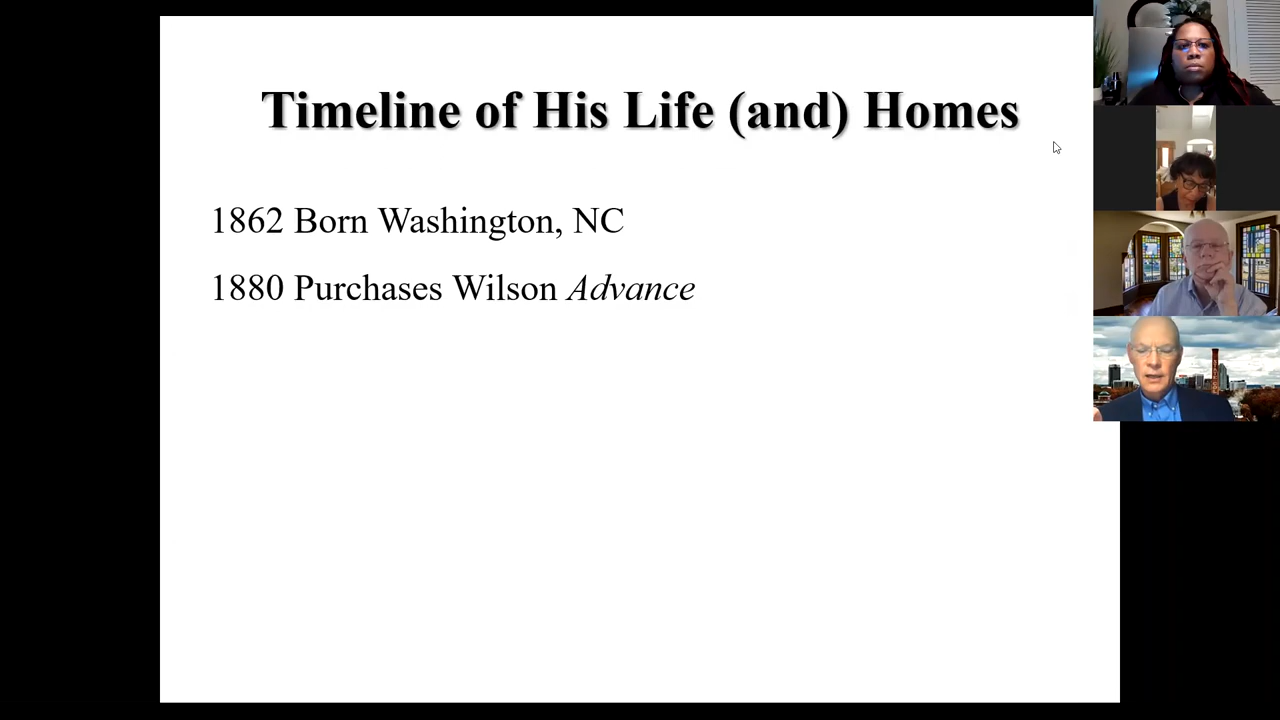 Timeline of His Life (and) Homes
1862 Born Washington, NC
1880 Purchases Wilson Advance